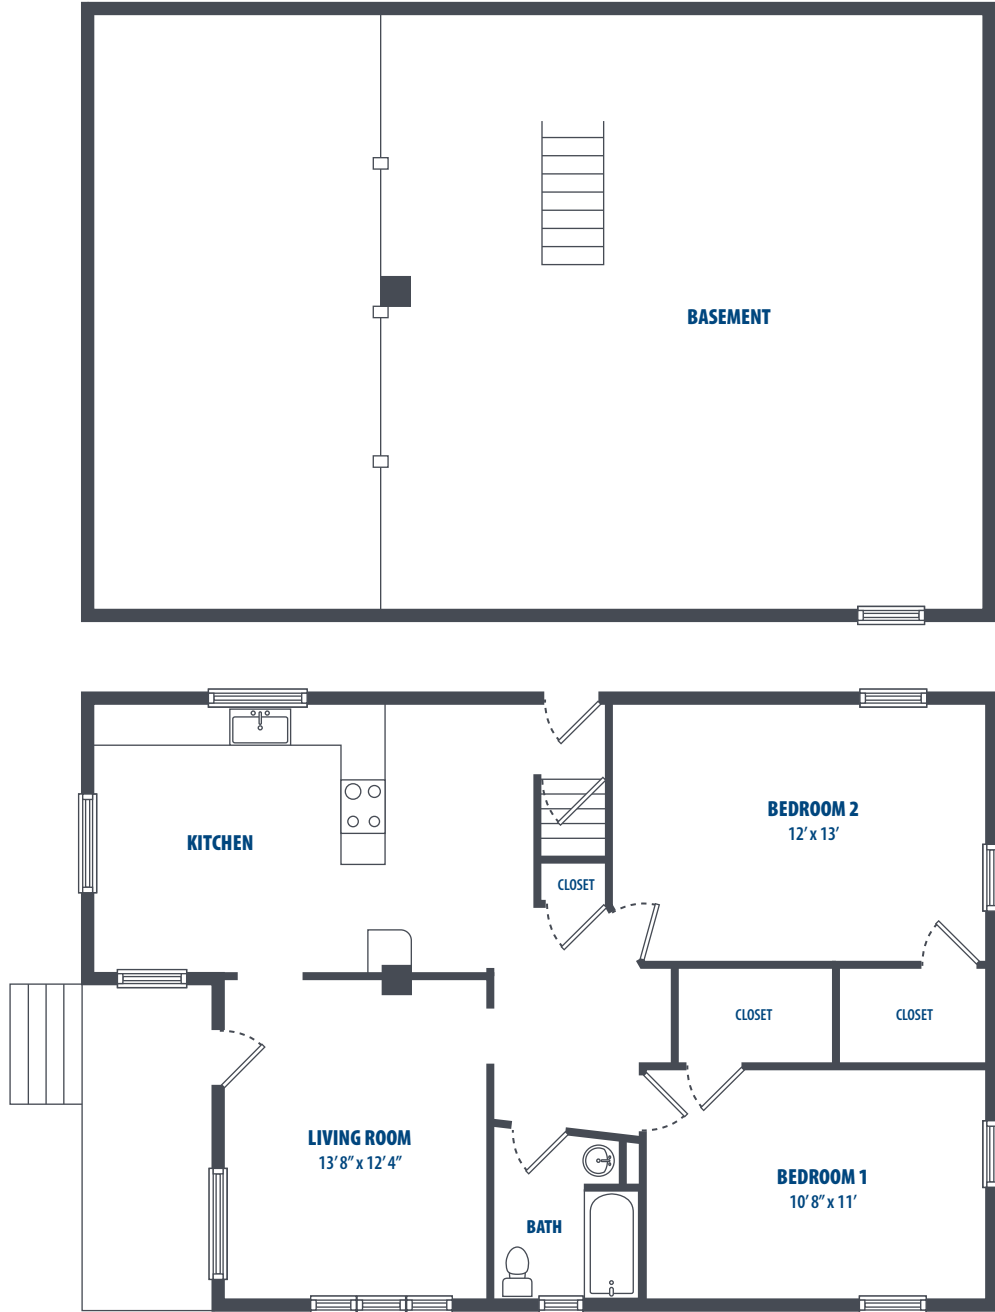 BASEMENT
KITCHEN
BEDROOM 2
12’ x 13’
CLOSET
CLOSET
CLOSET
LIVING ROOM
13’ 8” x 12’ 4”
BATH
BEDROOM 1
10’ 8” x 11’